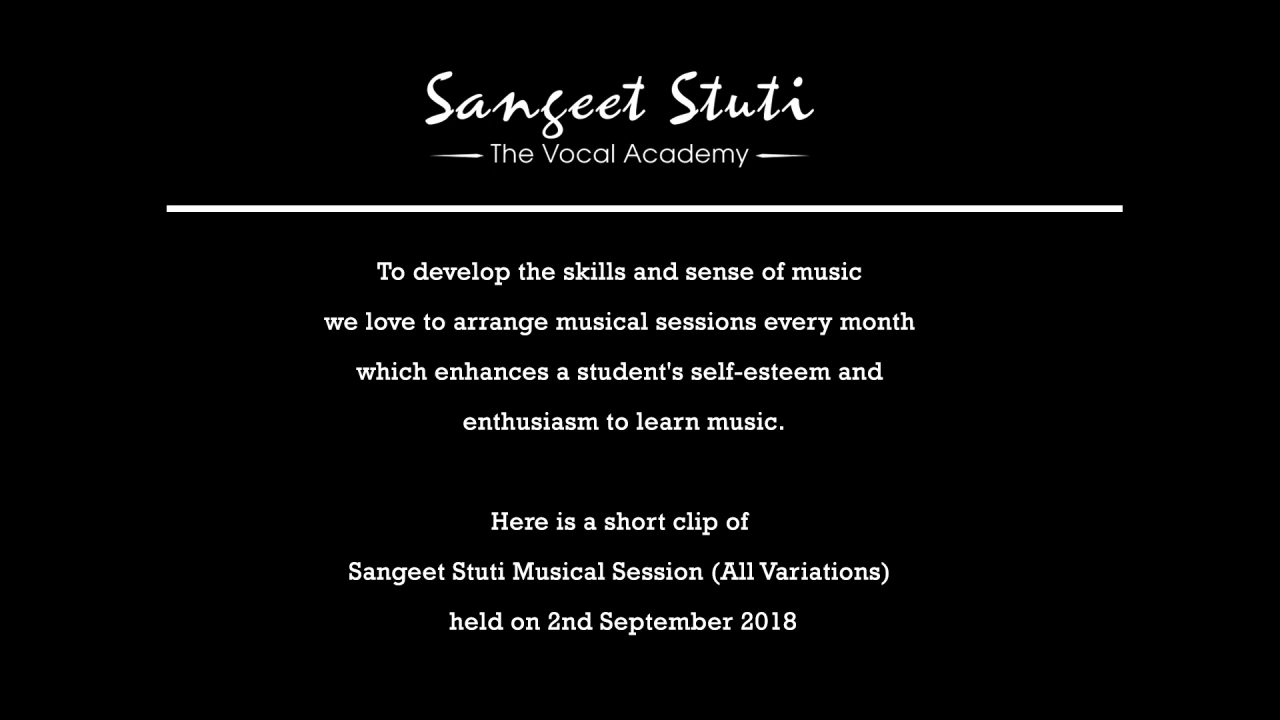 Sangeet Stuti
The Vocal Academy
To develop the skills and sense of music
we love to arrange musical sessions every month
which enhances a student's self-esteem and
enthusiasm to learn music.
Here is a short clip of
Sangeet Stuti Musical Session (All Variations)
held on 2nd September 2018